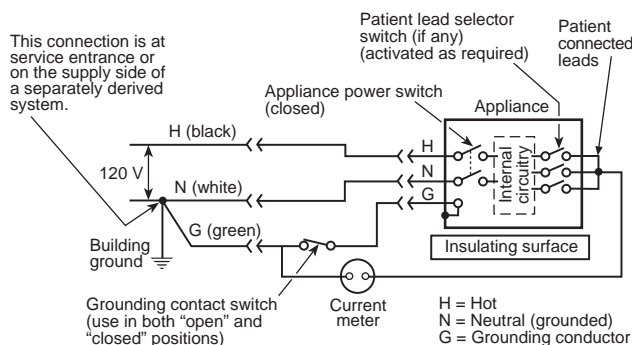 This connection is at
service entrance or
on the supply side of
a separately derived
system.
Patient lead selector
switch (if any)
(activated as required)
Patient
connected
leads
Appliance power switch
(closed)
Appliance
H (black)
H
120 V
N (white)
N
G
Internal
circuitry
G (green)
Building
ground
Insulating surface
Grounding contact switch
(use in both “open” and
“closed” positions)
Current
meter
H = Hot
N = Neutral (grounded)
G = Grounding conductor